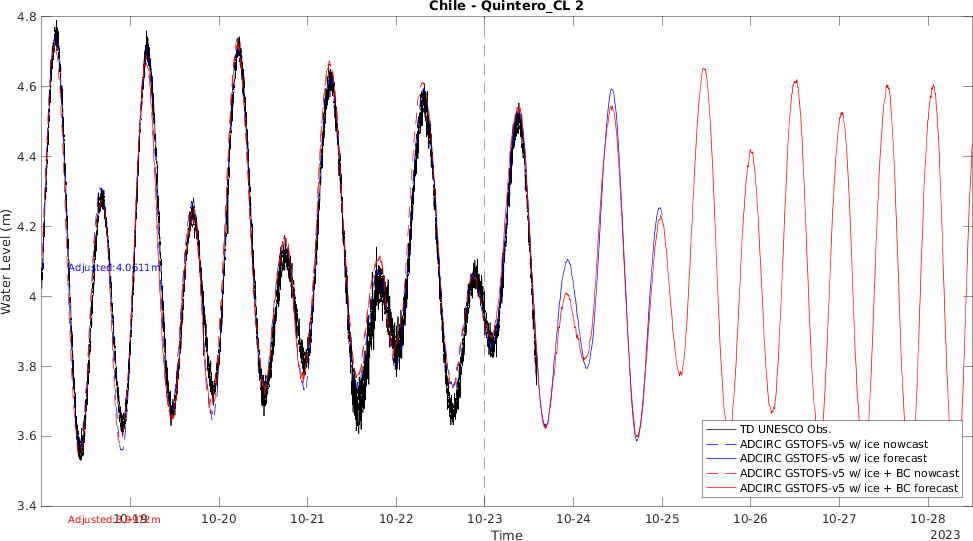 Chile - Quintero_CL 2
4.8
4.6
4.4
4.2
4
3.8
3.6
3.4
Water Level (m)
Adjusted:4.0611m
TD UNESCO Obs.
ADCIRC GSTOFS-v5 w/ ice nowcast
ADCIRC GSTOFS-v5 w/ ice forecast
ADCIRC GSTOFS-v5 w/ ice + BC nowcast
ADCIRC GSTOFS-v5 w/ ice + BC forecast
10-19 10-20 10-21 10-22 10-23 10-24 10-25 10-26 10-27 10-28
Time
2023